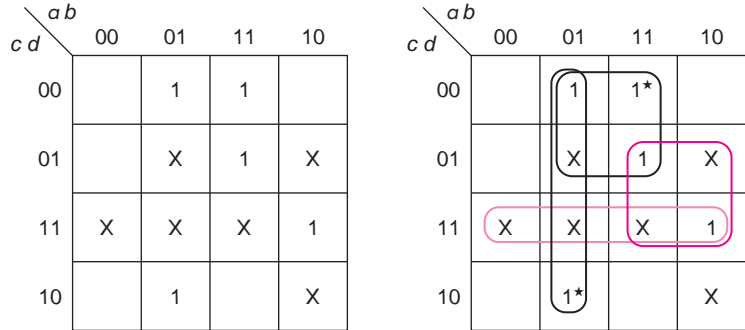 a b a b
c d 00 01 11 10 c d 00 01 11 10
00 1 1 00 1 1★
01 X 1 X 01 X 1 X
11 X X X 1 11 X X X 1
10 1 X 10 1★ X